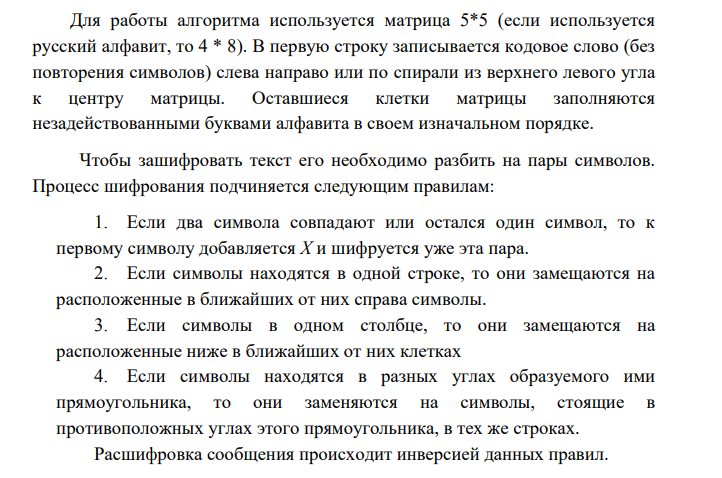 Для работы алгоритма используется матрица 5*5 (если используется
русский алфавит, то 4 * 8). В первую строку записывается кодовое слово (без
повторения символов) слева направо или по спирали из верхнего левого угла
к центру матрицы. Оставшиеся клетки матрицы заполняются
незадействованными буквами алфавита в своем изначальном порядке.
Чтобы зашифровать текст его необходимо разбить на пары символов.
Процесс шифрования подчиняется следующим правилам:
1. Если два символа совпадают или остался один символ, то к
первому символу добавляется X и шифруется уже эта пара.
2. Если символы находятся в одной строке, то они замещаются на
расположенные в ближайших от них справа символы.
3. Если символы в одном столбце, то они замещаются на
расположенные ниже в ближайших от них клетках
4. Если символы находятся в разных углах образуемого ими
прямоугольника, то они заменяются на символы, стоящие в
противоположных углах этого прямоугольника, в тех же строках.
Расшифровка сообщения происходит инверсией данных правил.